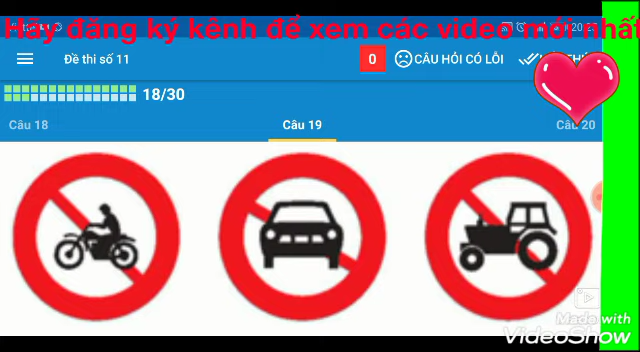 Hãy đăng ký kênh để xem các video mới nhất
Đề thi số 11
0
CÂU HỎI CÓ LỖI
18/30
Câu 18
Câu 19
Câu 20
Made with
VideoShow